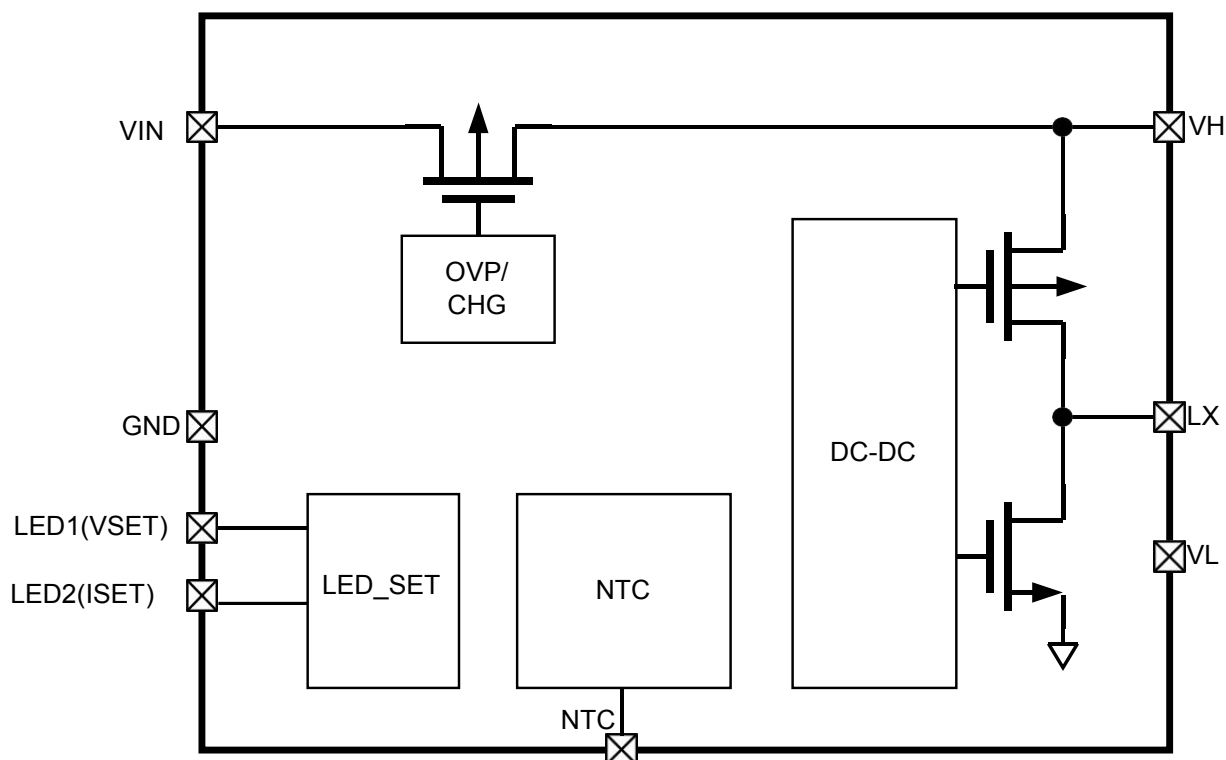 VIN
VH
OVP/
CHG
GND
LX
DC-DC
LED1(VSET)
VL
LED2(ISET)
LED_SET
NTC
NTC